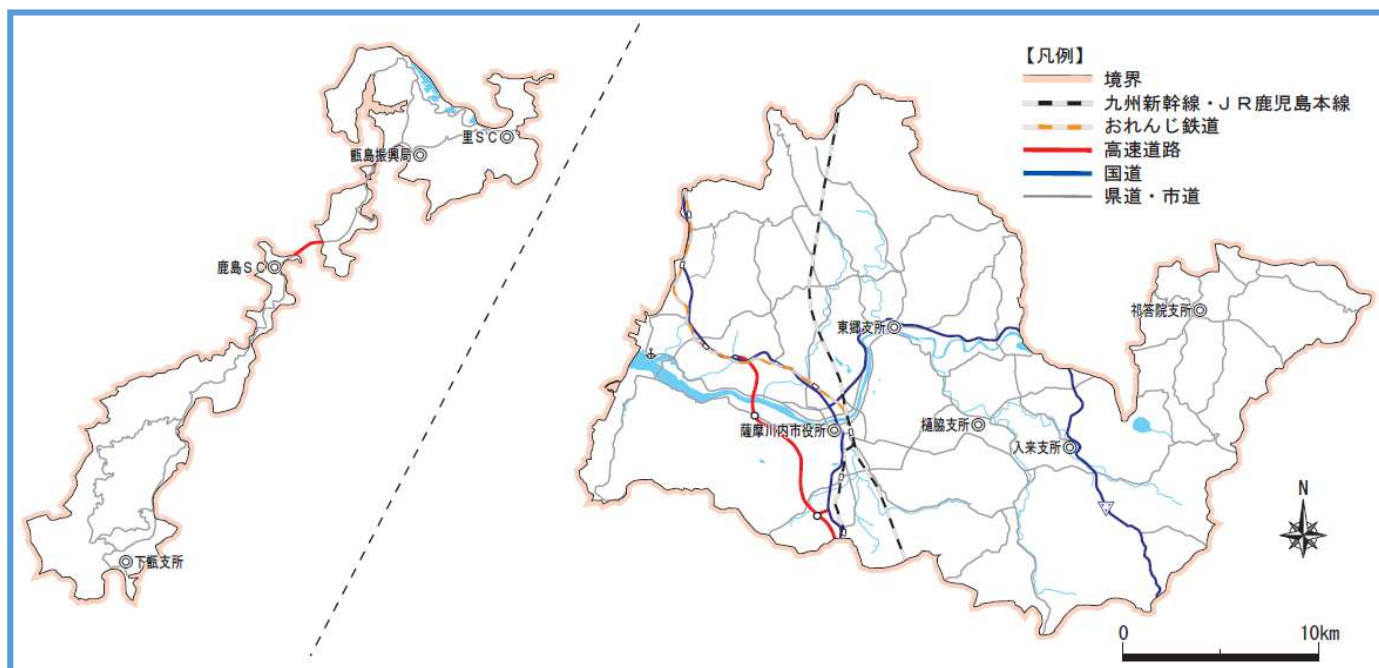 【凡例】
境界
九州新幹線・ＪＲ鹿児島本線
おれんじ鉄道
高速道路
国道
県道・市道
里ＳＣ
甑島振興局
鹿島ＳＣ
下甑支所
祁答院支所
東郷支所
薩摩川内市役所
樋脇支所
入来支所
N
0 10km